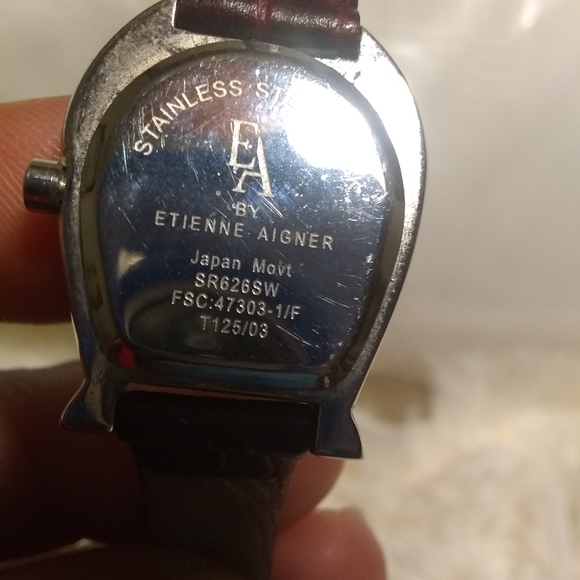 STAINLESS
EA
BY
ETIENNE AIGNER
Japan Movt
SR626SW
FSC:47303-1/F
T125/03